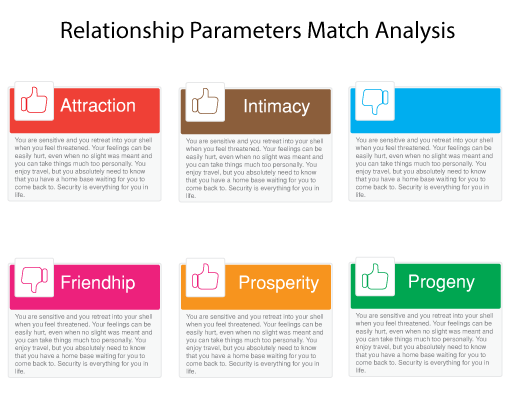 Relationship Parameters Match Analysis
Attraction
You are sensitive and you retreat into your shell
when you feel threatened. Your feelings can be
easily hurt, even when no slight was meant and
you can take things much too personally. You
enjoy travel, but you absolutely need to know
that you have a home base waiting for you to
come back to. Security is everything for you in
life.
Intimacy
You are sensitive and you retreat into your shell
when you feel threatened. Your feelings can be
easily hurt, even when no slight was meant and
you can take things much too personally. You
enjoy travel, but you absolutely need to know
that you have a home base waiting for you to
come back to. Security is everything for you in
life.
You are sensitive and you retreat into your shell
when you feel threatened. Your feelings can be
easily hurt, even when no slight was meant and
you can take things much too personally. You
enjoy travel, but you absolutely need to know
that you have a home base waiting for you to
come back to. Security is everything for you in
life.
Friendhip
You are sensitive and you retreat into your shell
when you feel threatened. Your feelings can be
easily hurt, even when no slight was meant and
you can take things much too personally. You
enjoy travel, but you absolutely need to know
that you have a home base waiting for you to
come back to. Security is everything for you in
life.
Prosperity
You are sensitive and you retreat into your shell
when you feel threatened. Your feelings can be
easily hurt, even when no slight was meant and
you can take things much too personally. You
enjoy travel, but you absolutely need to know
that you have a home base waiting for you to
come back to. Security is everything for you in
life.
Progeny
You are sensitive and you retreat into your shell
when you feel threatened. Your feelings can be
easily hurt, even when no slight was meant and
you can take things much too personally. You
enjoy travel, but you absolutely need to know
that you have a home base waiting for you to
come back to. Security is everything for you in
life.